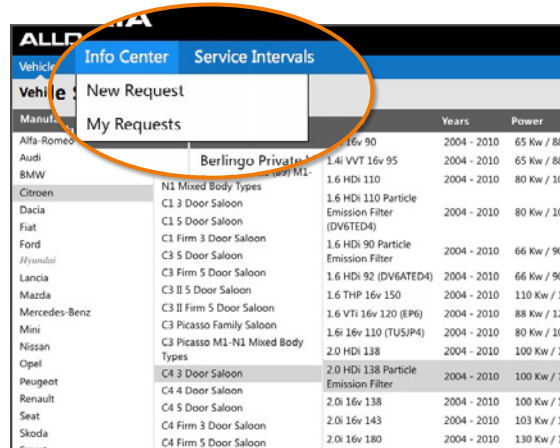 ALLD
Info Center Service Intervals
Vehicle
New Request
My Requests
Years Power
Alfa-Romeo 16v 90 2004 - 2010 65 Kw / 88
Audi Berlingo Private 1.4i VVT 16v 95 2004 - 2010 65 Kw / 88
BMW M1-N1 Mixed Body Types 1.6 HDi 110 2004 - 2010 80 Kw / 10
Citroen C1 3 Door Saloon 1.6 HDi 110 Particle Emission Filter (DV6TED4) 2004 - 2010 80 Kw / 10
Dacia C1 5 Door Saloon
Fiat C1 Firm 3 Door Saloon 1.6 HDi 90 Particle Emission Filter 2004 - 2010 66 Kw / 90
Ford C3 5 Door Saloon
Hyundai C3 Firm 5 Door Saloon 1.6 HDi 92 (DV6ATED4) 2004 - 2010 66 Kw / 90
Lancia C3 II 5 Door Saloon 1.6 THP 16v 150 2004 - 2010 110 Kw /
Mazda C3 II Firm 5 Door Saloon 1.6 VTi 16v 120 (EP6) 2004 - 2010 88 Kw / 12
Mercedes-Benz C3 Picasso Family Saloon 1.6i 16v 110 (TU5JP4) 2004 - 2010 80 Kw / 10
Mini C3 Picasso M1-N1 Mixed Body Types 2.0 HDi 138 2004 - 2010 100 Kw /
Nissan C4 3 Door Saloon 2.0 HDi 138 Particle Emission Filter 2004 - 2010 100 Kw /
Opel C4 4 Door Saloon 2.0i 16v 138 2004 - 2010 100 Kw /
Peugeot C4 5 Door Saloon 2.0i 16v 143 2004 - 2010 103 Kw /
Renault C4 Firm 3 Door Saloon 2.0i 16v 180 2004 - 2010 130 Kw /
Seat C4 Firm 5 Door Saloon
Skoda